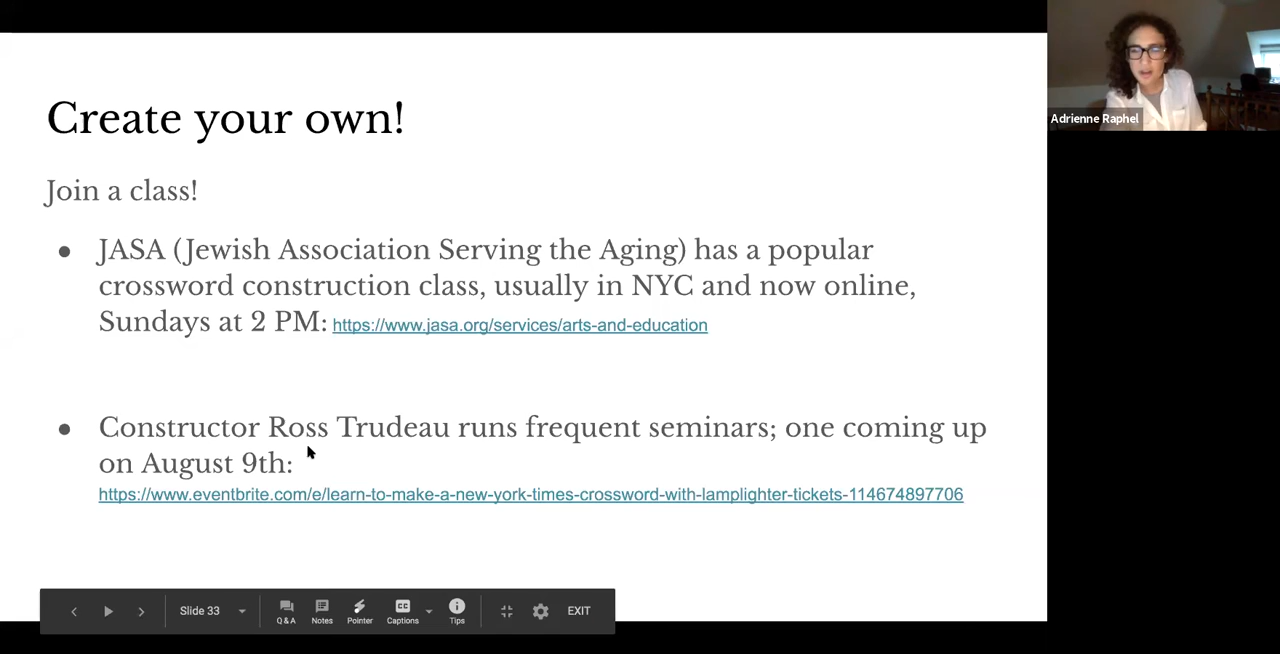 Create your own!
Join a class!
● JASA (Jewish Association Serving the Aging) has a popular
crossword construction class, usually in NYC and now online,
Sundays at 2 PM: https://www.jasa.org/services/arts-and-education
● Constructor Ross Trudeau runs frequent seminars; one coming up
on August 9th:
https://www.eventbrite.com/e/learn-to-make-a-new-york-times-crossword-with-lamplighter-tickets-114674897706
Slide 33
Q & A
Notes
Pointer
CC
Captions
Tips
EXIT
Adrienne Raphel